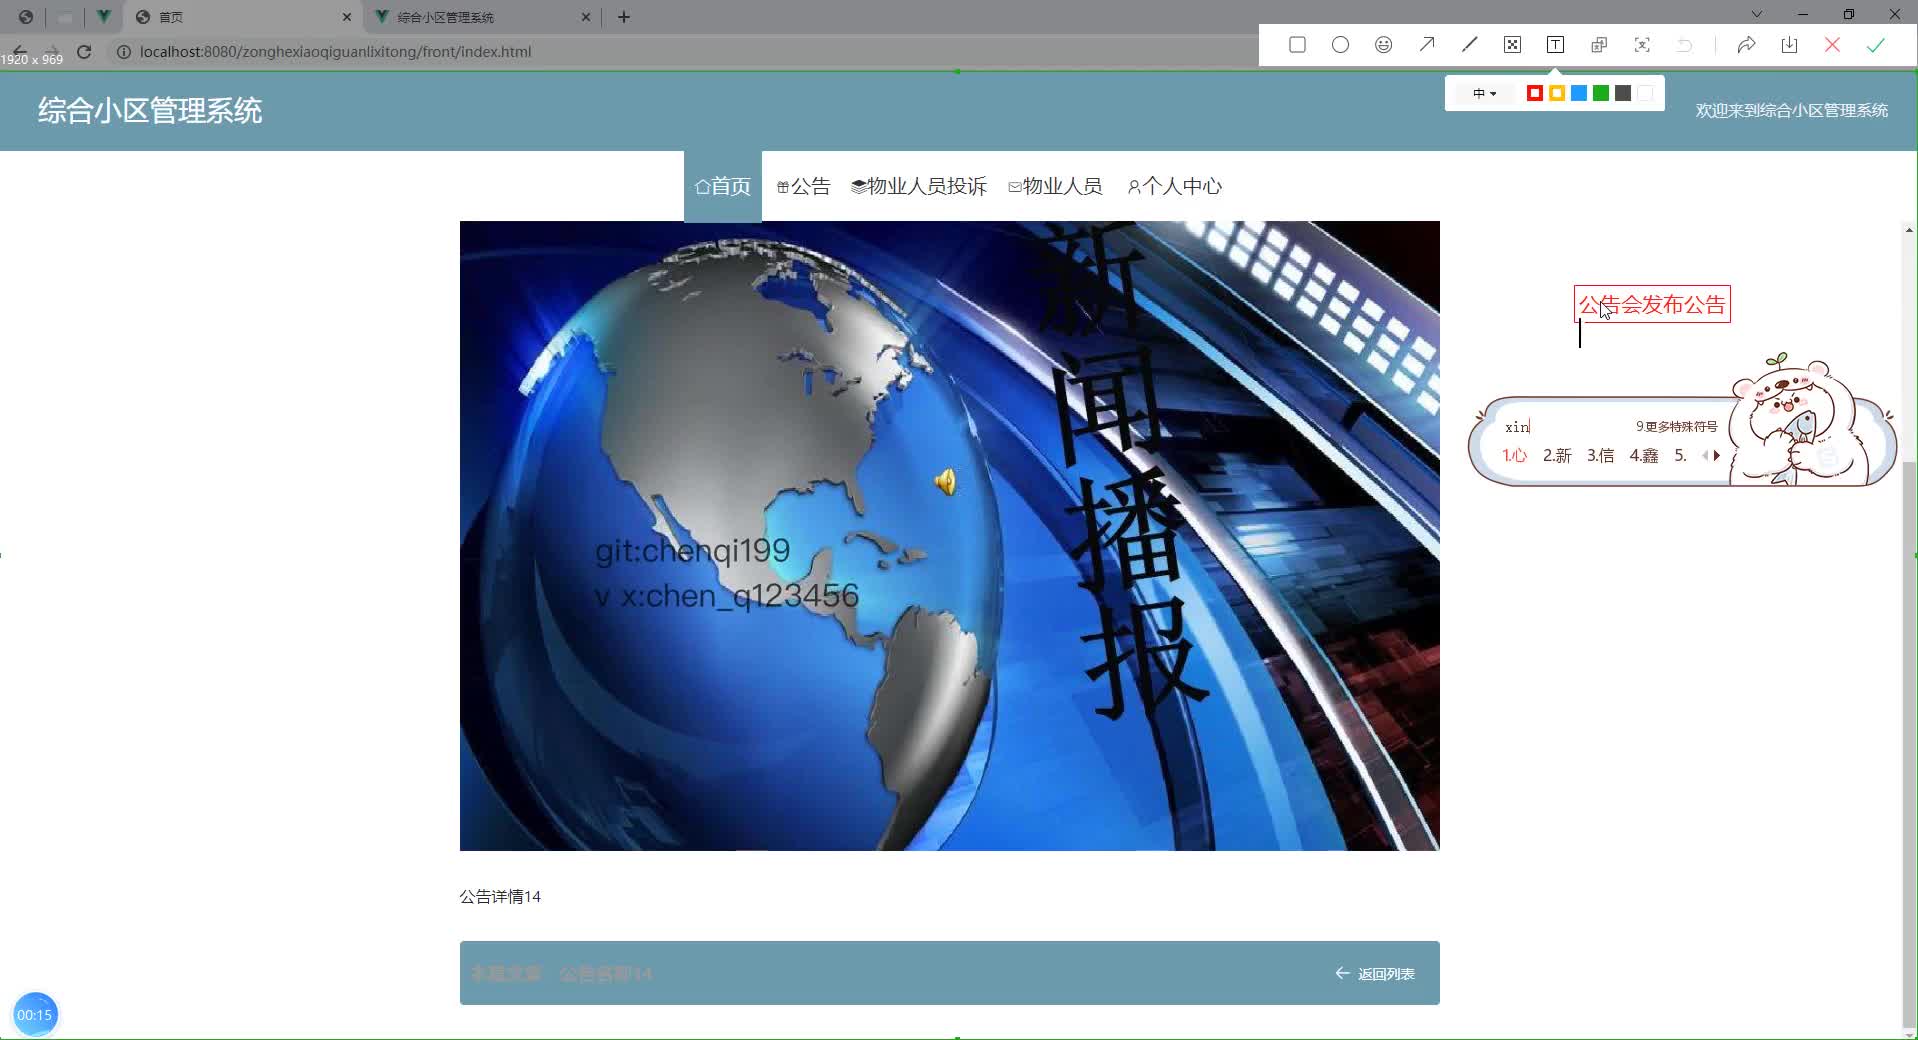 首页
综合小区管理系统
localhost:8080/zonghexiaoqiguanlixitong/front/index.html
1920 x 969
中
综合小区管理系统
欢迎来到综合小区管理系统
首页
公告
物业人员投诉
物业人员
个人中心
新闻播报
公告会发布公告
xin
9.更多特殊符号
1.心 2.新 3.信 4.鑫 5.
git:chenqi199
v x:chen_q123456
公告详情14
本篇文章 公告名称14
返回列表
00:15